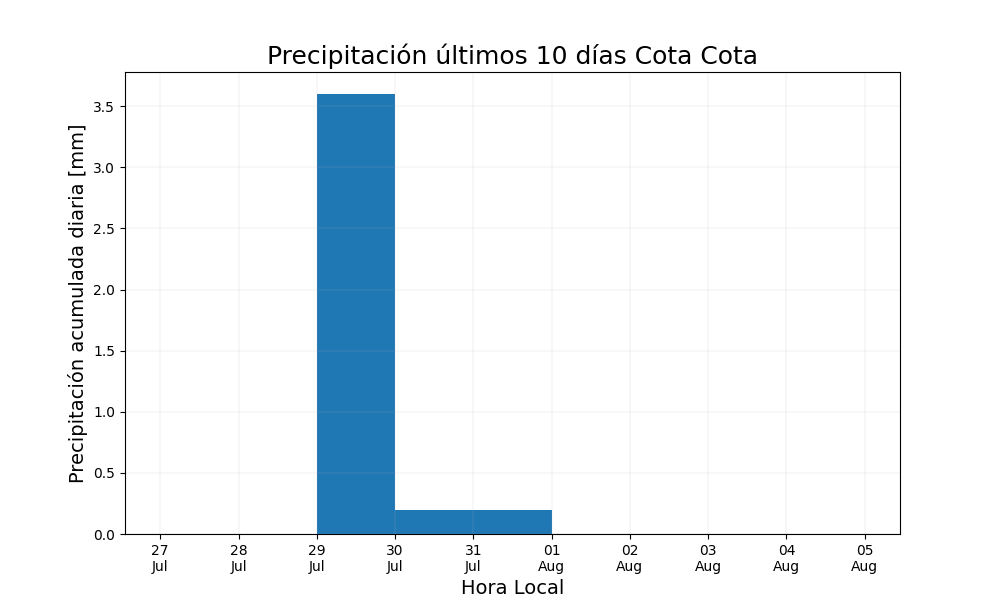 Precipitación últimos 10 días Cota Cota
Precipitación acumulada diaria [mm]
3.5
3.0
2.5
2.0
1.5
1.0
0.5
0.0
27 28 29 30 31 01 02 03 04 05
Jul Jul Jul Jul Jul Aug Aug Aug Aug Aug
Hora Local